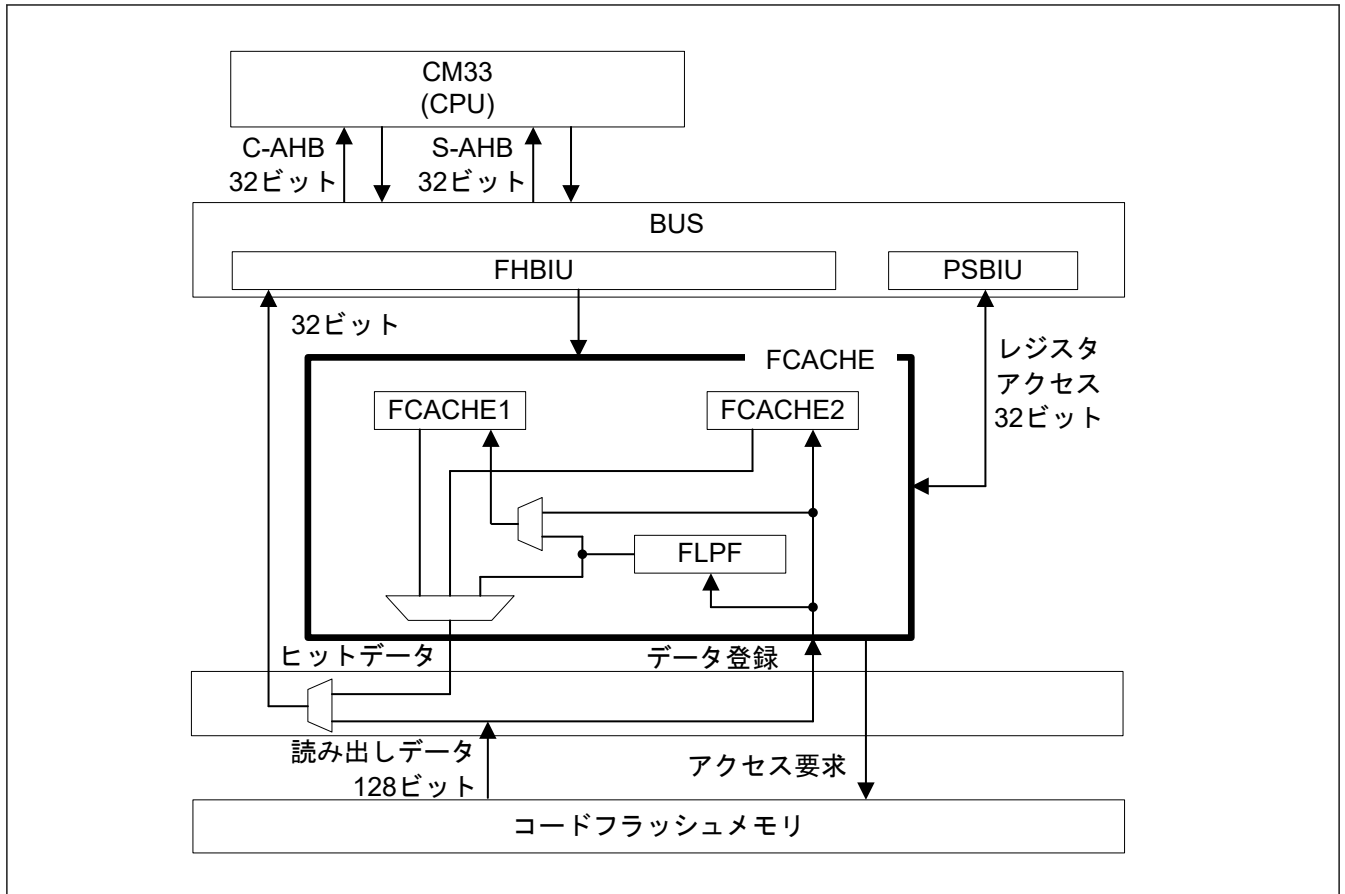 CM33
(CPU)
C-AHB
32ビット
S-AHB
32ビット
BUS
FHBIU
PSBIU
32ビット
FCACHE
レジスタ
アクセス
32ビット
FCACHE1
FCACHE2
FLPF
ヒットデータ
データ登録
読み出しデータ
128ビット
アクセス要求
コードフラッシュメモリ